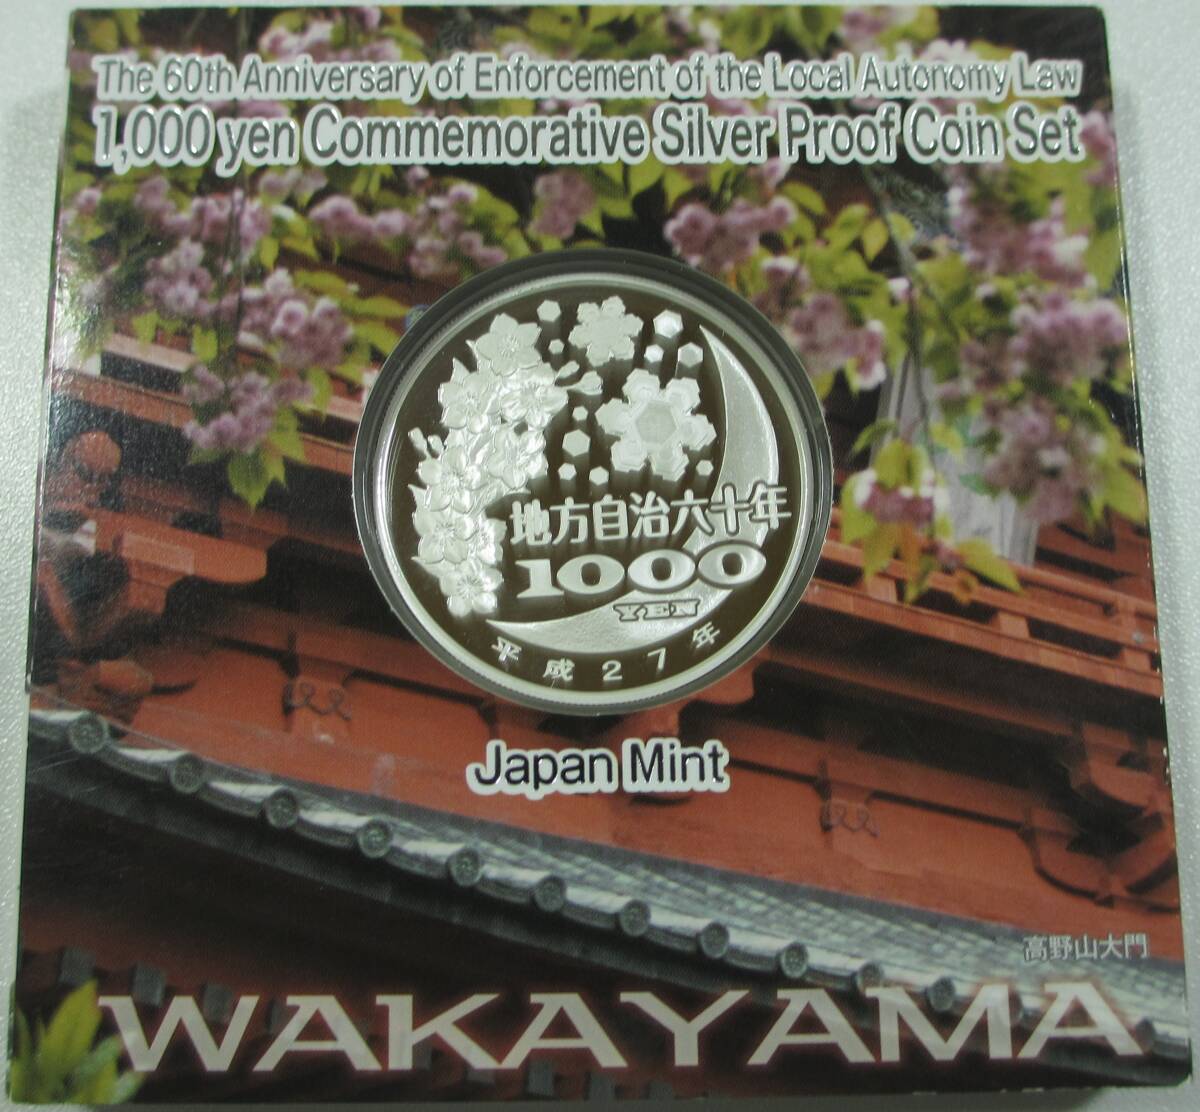 The 60th Anniversary of Enforcement of the Local Autonomy Law
1,000 yen Commemorative Silver Proof Coin Set
地方自治六十年
1000
YEN
平成27年
Japan Mint
高野山大門
WAKAYAMA